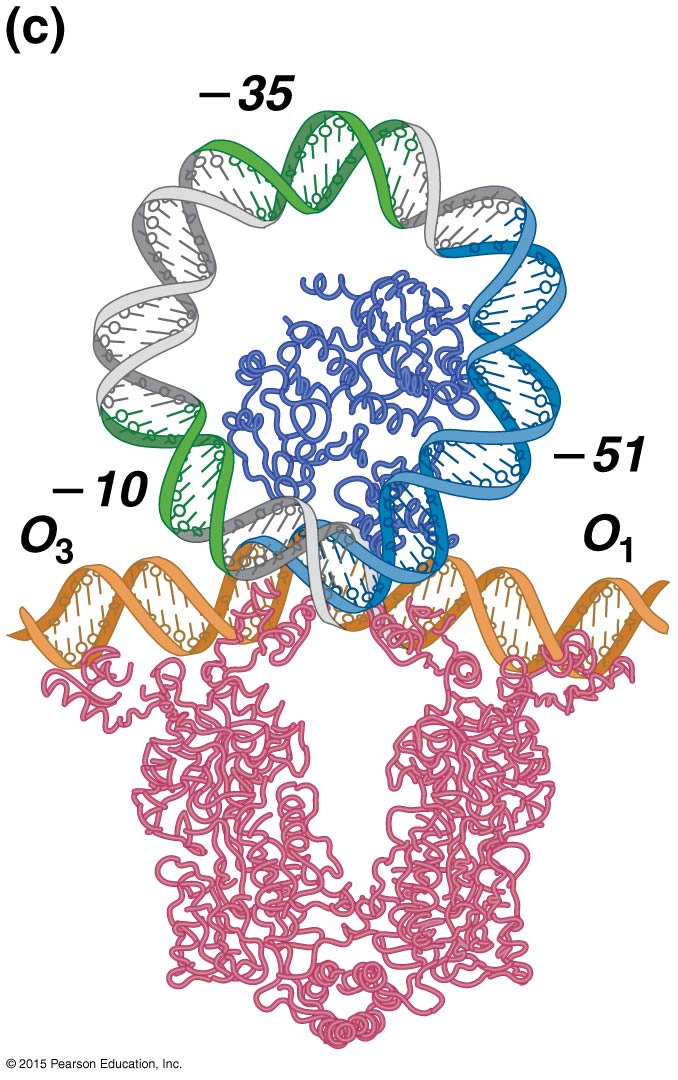 (c)
–35
–51
–10
O3
O1
© 2015 Pearson Education, Inc.